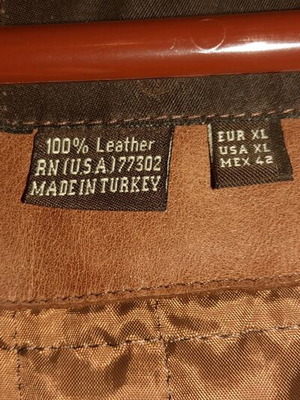 100% Leather
RN (U.S.A.) 77302
MADE IN TURKEY
EUR XL
USA XL
MEX 42